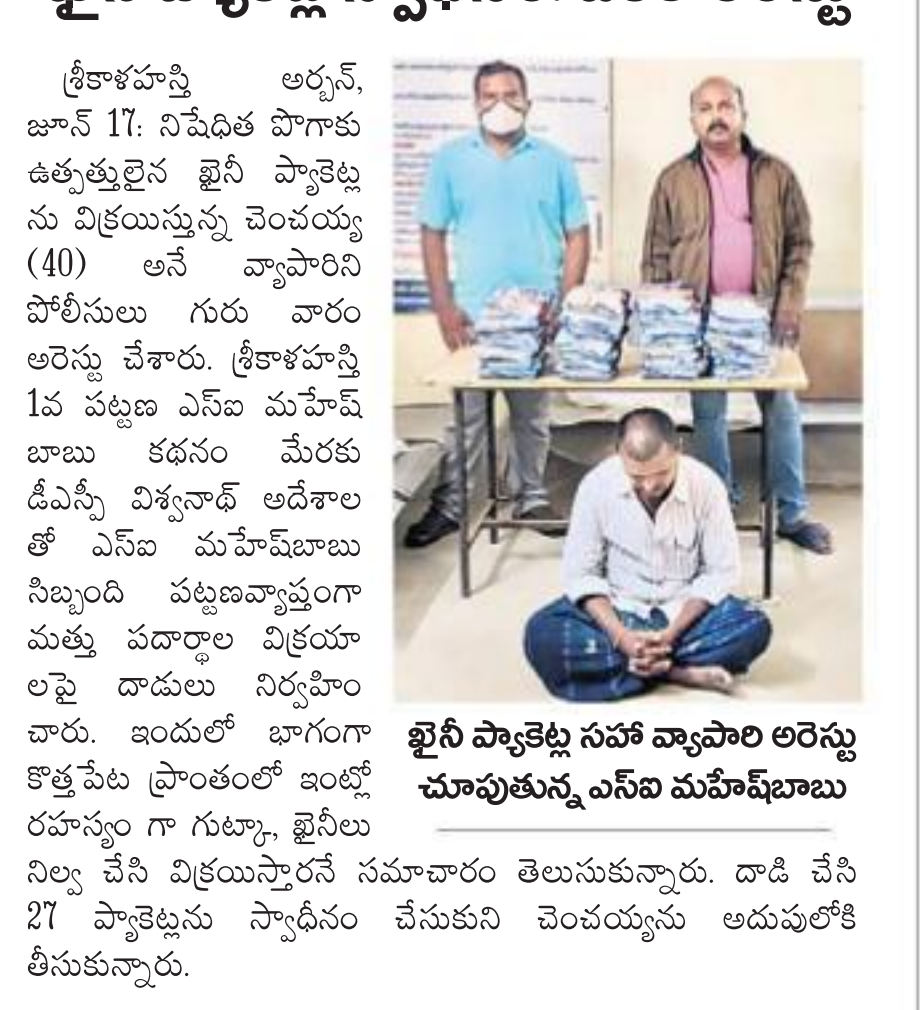 శ్రీకాళహస్తి అర్బన్,
జూన్ 17: నిషేధిత పొగాకు
ఉత్పత్తులైన ఖైనీ ప్యాకెట్ల
ను విక్రయిస్తున్న చెంచయ్య
(40) అనే వ్యాపారిని
పోలీసులు గురు వారం
అరెస్టు చేశారు. శ్రీకాళహస్తి
1వ పట్టణ ఎస్ఐ మహేష్
బాబు కథనం మేరకు
డీఎస్పీ విశ్వనాథ్ అదేశాల
తో ఎస్ఐ మహేష్‌బాబు
సిబ్బంది పట్టణవ్యాప్తంగా
మత్తు పదార్థాల విక్రయా
లపై దాడులు నిర్వహిం
చారు. ఇందులో భాగంగా
కొత్తపేట ప్రాంతంలో ఇంట్లో
రహస్యం గా గుట్కా, ఖైనీలు
నిల్వ చేసి విక్రయిస్తారనే సమాచారం తెలుసుకున్నారు. దాడి చేసి
27 ప్యాకెట్లను స్వాధీనం చేసుకుని చెంచయ్యను అదుపులోకి
తీసుకున్నారు.
ఖైనీ ప్యాకెట్ల సహా వ్యాపారి అరెస్టు
చూపుతున్న ఎస్ఐ మహేష్‌బాబు